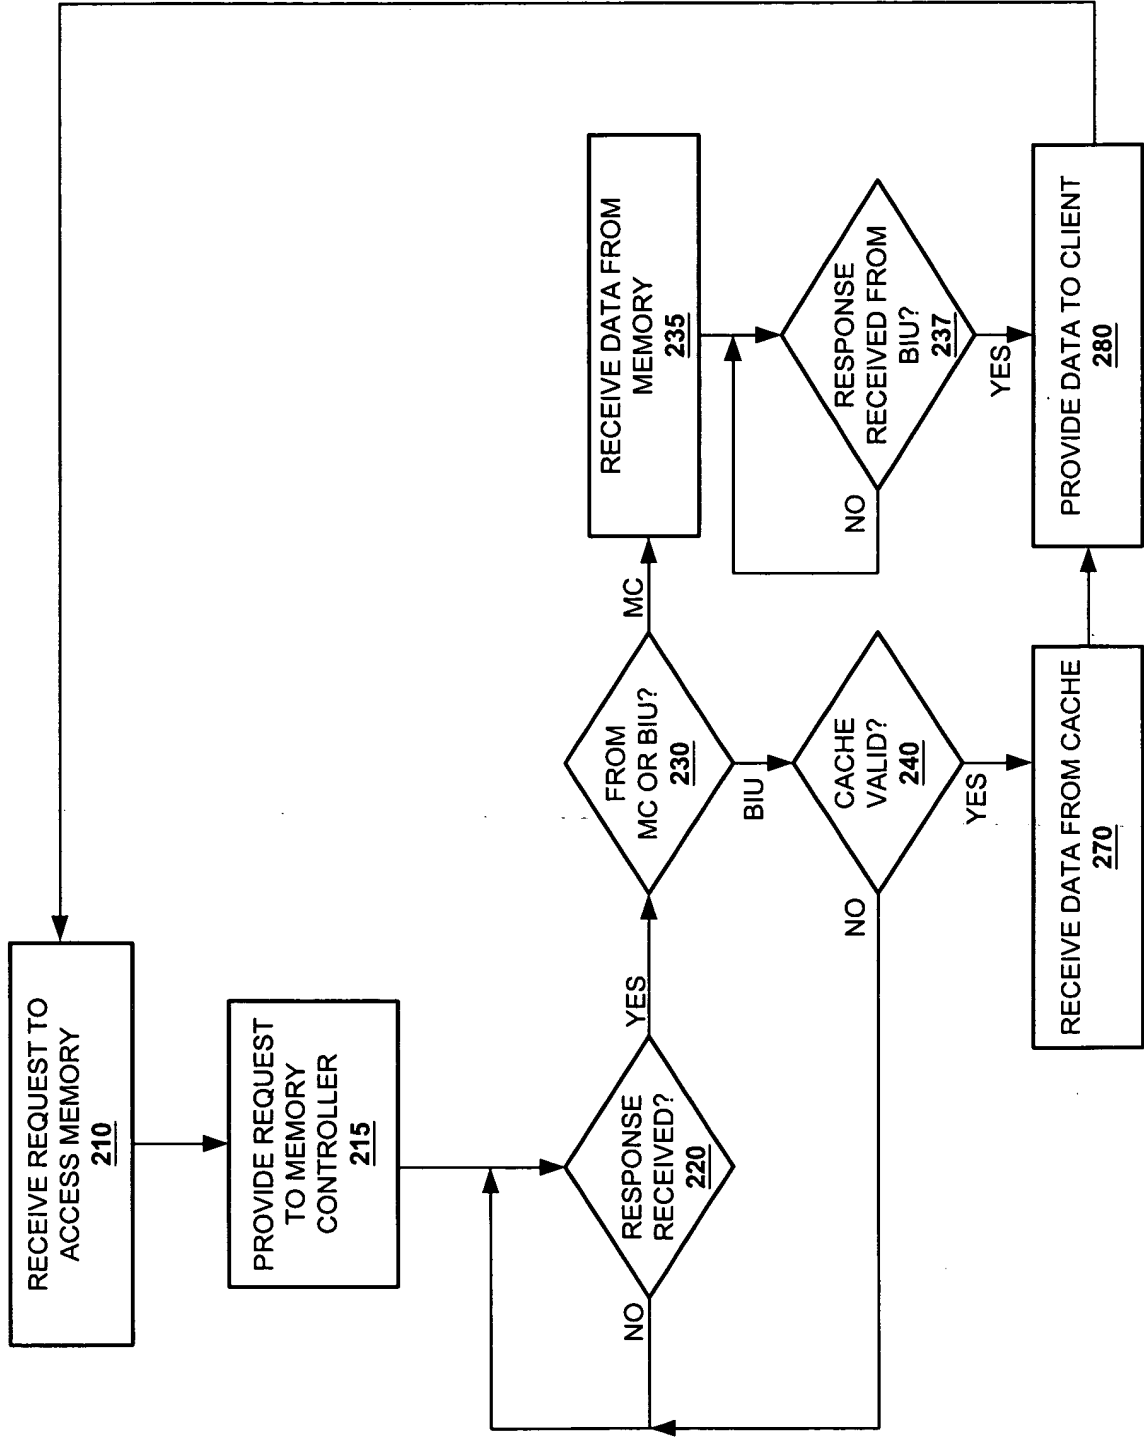 RECEIVE REQUEST TO
ACCESS MEMORY
210
PROVIDE REQUEST
TO MEMORY
CONTROLLER
215
RESPONSE
RECEIVED?
220
NO
YES
FROM
MC OR BIU?
230
MC
BIU
RECEIVE DATA FROM
MEMORY
235
RESPONSE
RECEIVED FROM
BIU?
237
NO
YES
CACHE
VALID?
240
NO
YES
RECEIVE DATA FROM CACHE
270
PROVIDE DATA TO CLIENT
280